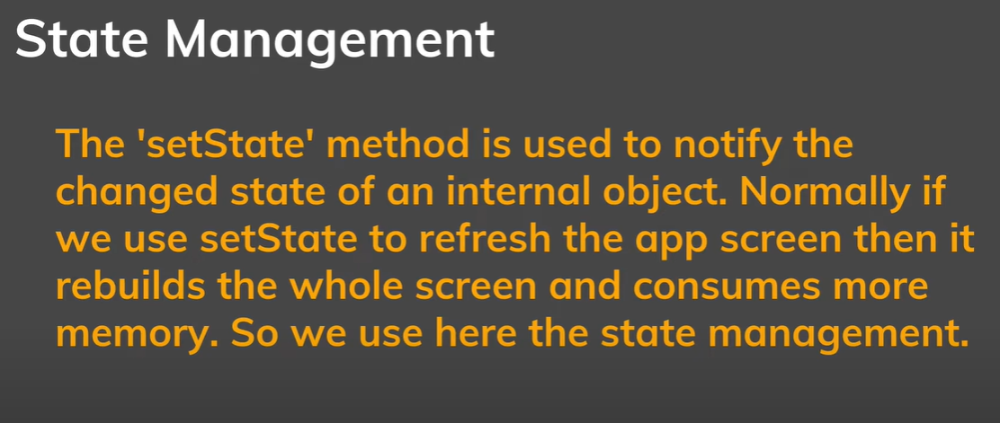 State Management
The 'setState' method is used to notify the
changed state of an internal object. Normally if
we use setState to refresh the app screen then it
rebuilds the whole screen and consumes more
memory. So we use here the state management.